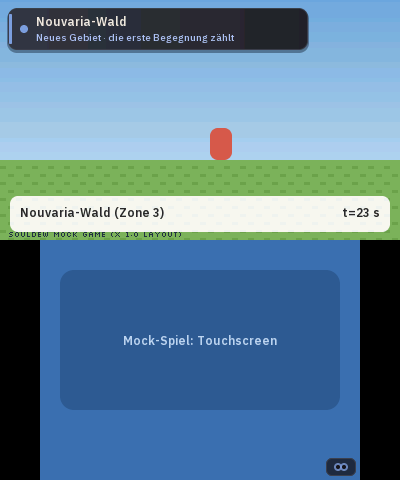 Nouvaria-Wald
Neues Gebiet · die erste Begegnung zählt
Nouvaria-Wald (Zone 3)
t=23 s
SOULDEW MOCK GAME (X 1.0 LAYOUT)
Mock-Spiel: Touchscreen